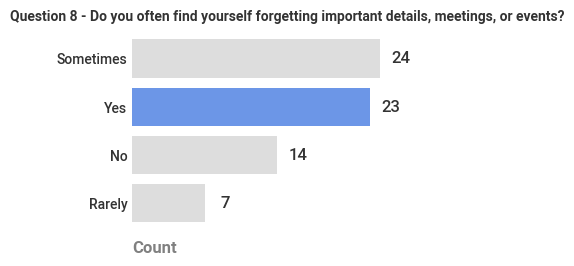 Question 8 - Do you often find yourself forgetting important details, meetings, or events?
Sometimes 24
Yes 23
No 14
Rarely 7
Count